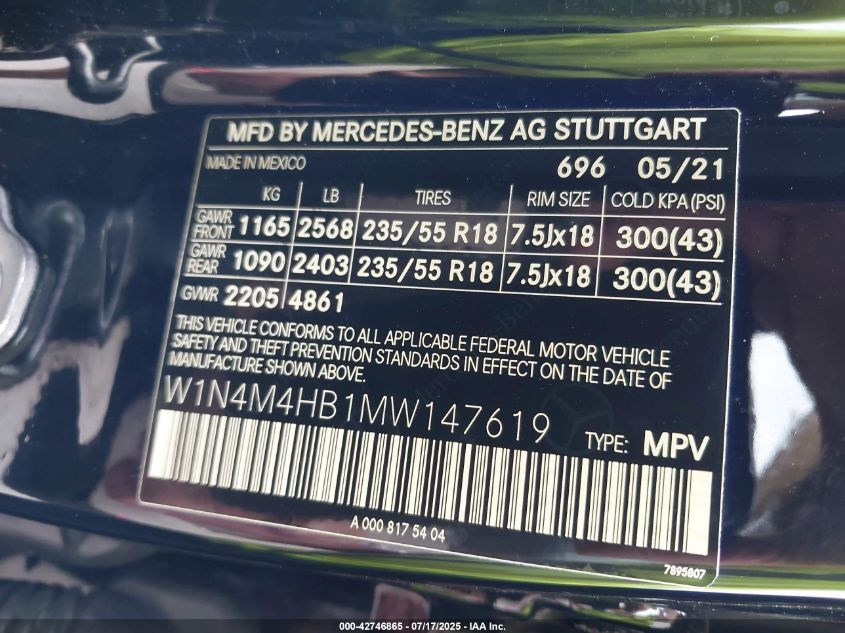 MFD BY MERCEDES-BENZ AG STUTTGART
MADE IN MEXICO 696 05/21
KG LB TIRES RIM SIZE COLD KPA (PSI)
GAWR FRONT 1165 2568 235/55 R18 7.5Jx18 300(43)
GAWR REAR 1090 2403 235/55 R18 7.5Jx18 300(43)
GVWR 2205 4861
THIS VEHICLE CONFORMS TO ALL APPLICABLE FEDERAL MOTOR VEHICLE
SAFETY AND THEFT PREVENTION STANDARDS IN EFFECT ON THE DATE OF
MANUFACTURE SHOWN ABOVE.
W1N4M4HB1MW147619 TYPE: MPV
A 000 817 54 04
7895807
000-42746865 / 07/17/2025 - IAA Inc.